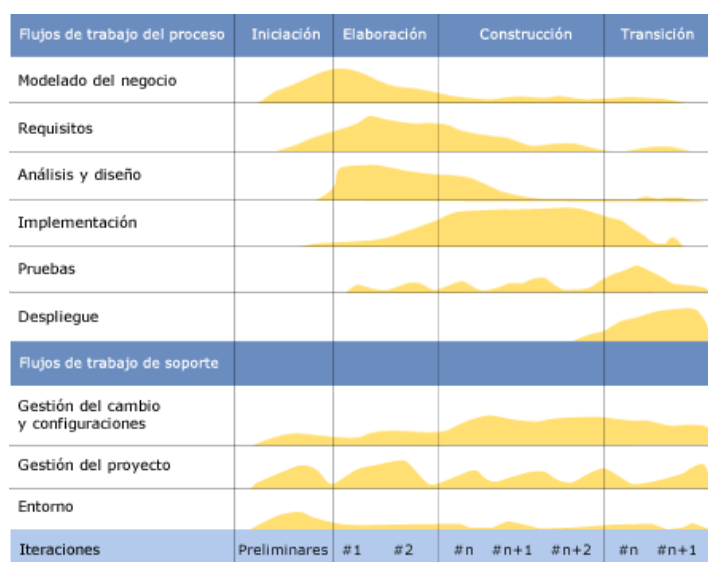 Flujos de trabajo del proceso Iniciación Elaboración Construcción Transición
Modelado del negocio
Requisitos
Análisis y diseño
Implementación
Pruebas
Despliegue
Flujos de trabajo de soporte
Gestión del cambio
y configuraciones
Gestión del proyecto
Entorno
Iteraciones Preliminares #1 #2 #n #n+1 #n+2 #n #n+1